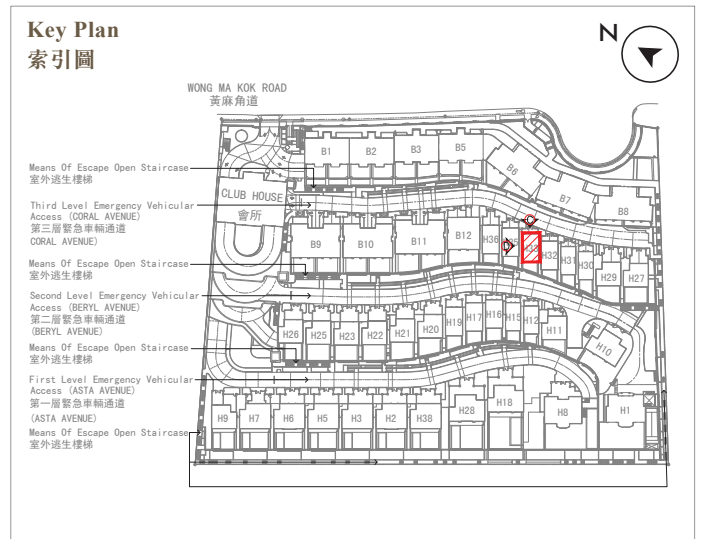 Key Plan
索引圖
N
WONG MA KOK ROAD
黃麻角道
Means Of Escape Open Staircase
室外逃生樓梯
Third Level Emergency Vehicular
Access (CORAL AVENUE)
第三層緊急車輛通道
CORAL AVENUE)
Means Of Escape Open Staircase
室外逃生樓梯
Second Level Emergency Vehicular
Access (BERYL AVENUE)
第二層緊急車輛通道
(BERYL AVENUE)
Means Of Escape Open Staircase
室外逃生樓梯
First Level Emergency Vehicular
Access (ASTA AVENUE)
第一層緊急車輛通道
(ASTA AVENUE)
Means Of Escape Open Staircase
室外逃生樓梯
CLUB HOUSE
會所
B1 B2 B3 B5 B6 B7 B8
B9 B10 B11 B12 H36 H35 H33 H32 H31 H30 H29 H27
C
D
H26 H25 H23 H22 H21 H20 H19 H17 H16 H15 H12 H11 H10
H9 H7 H6 H5 H3 H2 H38 H28 H18 H8 H1